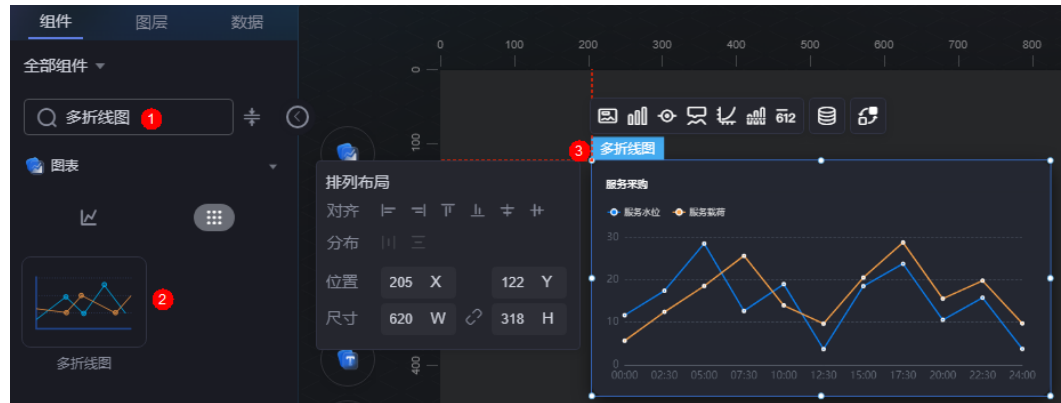 组件 图层 数据
全部组件
多折线图 1
图表
2
多折线图
0 100 200 300 400 500 600 700 800
0
100
400
排列布局
对齐
分布
位置 205 X 122 Y
尺寸 620 W 318 H
612
3 多折线图
服务采购
服务水位 服务载荷
30
20
10
0
00:00 02:30 05:00 07:30 10:00 12:30 15:00 17:30 20:00 22:30 24:00